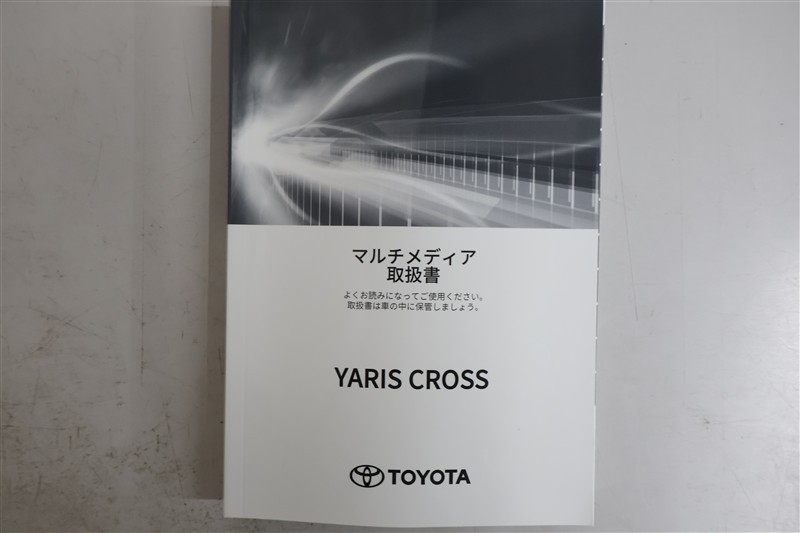 マルチメディア
取扱書
よくお読みになってご使用ください。
取扱書は車の中に保管しましょう。
YARIS CROSS
TOYOTA